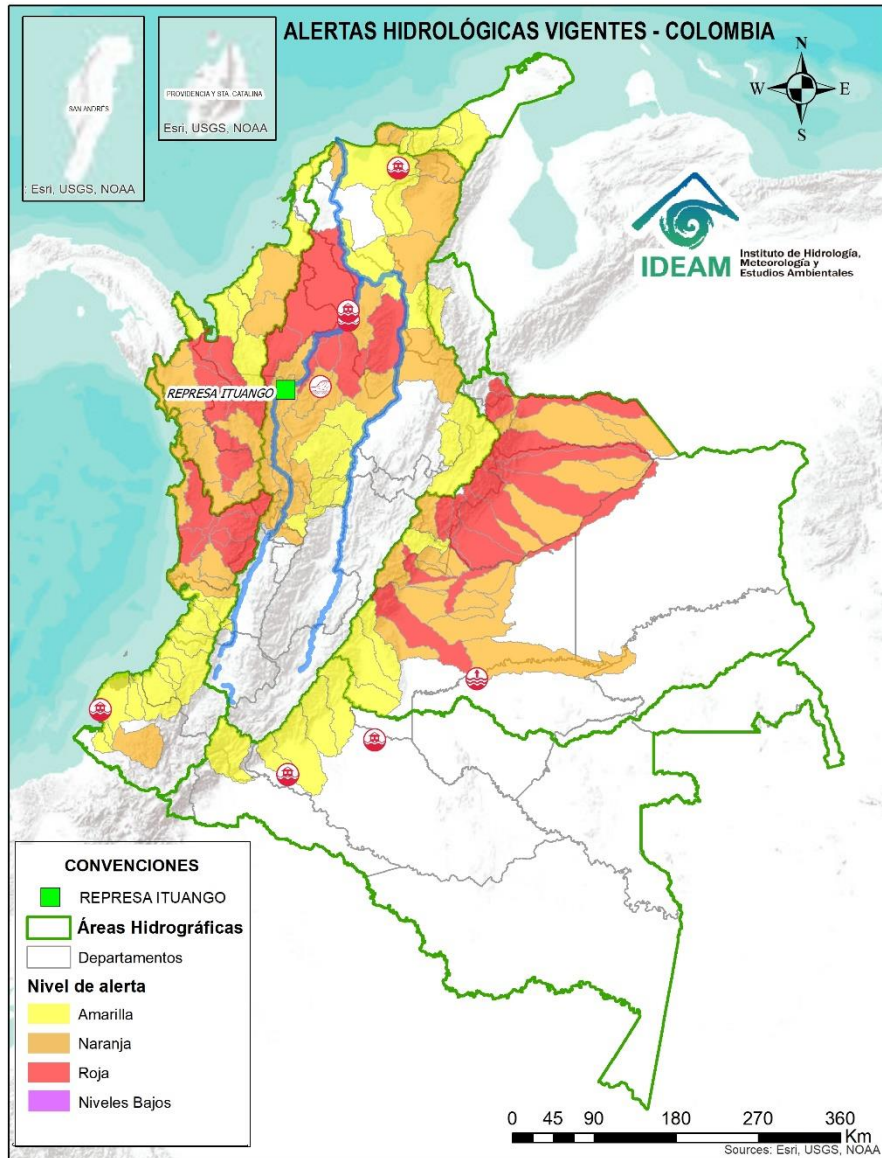 ALERTAS HIDROLÓGICAS VIGENTES - COLOMBIA
SAN ANDRÉS
: Esri, USGS, NOAA
PROVIDENCIA Y STA. CATALINA
Esri, USGS, NOAA
N
W
E
S
IDEAM
Instituto de Hidrología,
Meteorología y
Estudios Ambientales
REPRESA ITUANGO
CONVENCIONES
REPRESA ITUANGO
Áreas Hidrográficas
Departamentos
Nivel de alerta
Amarilla
Naranja
Roja
Niveles Bajos
0 45 90 180 270 360
Km
Sources: Esri, USGS, NOAA